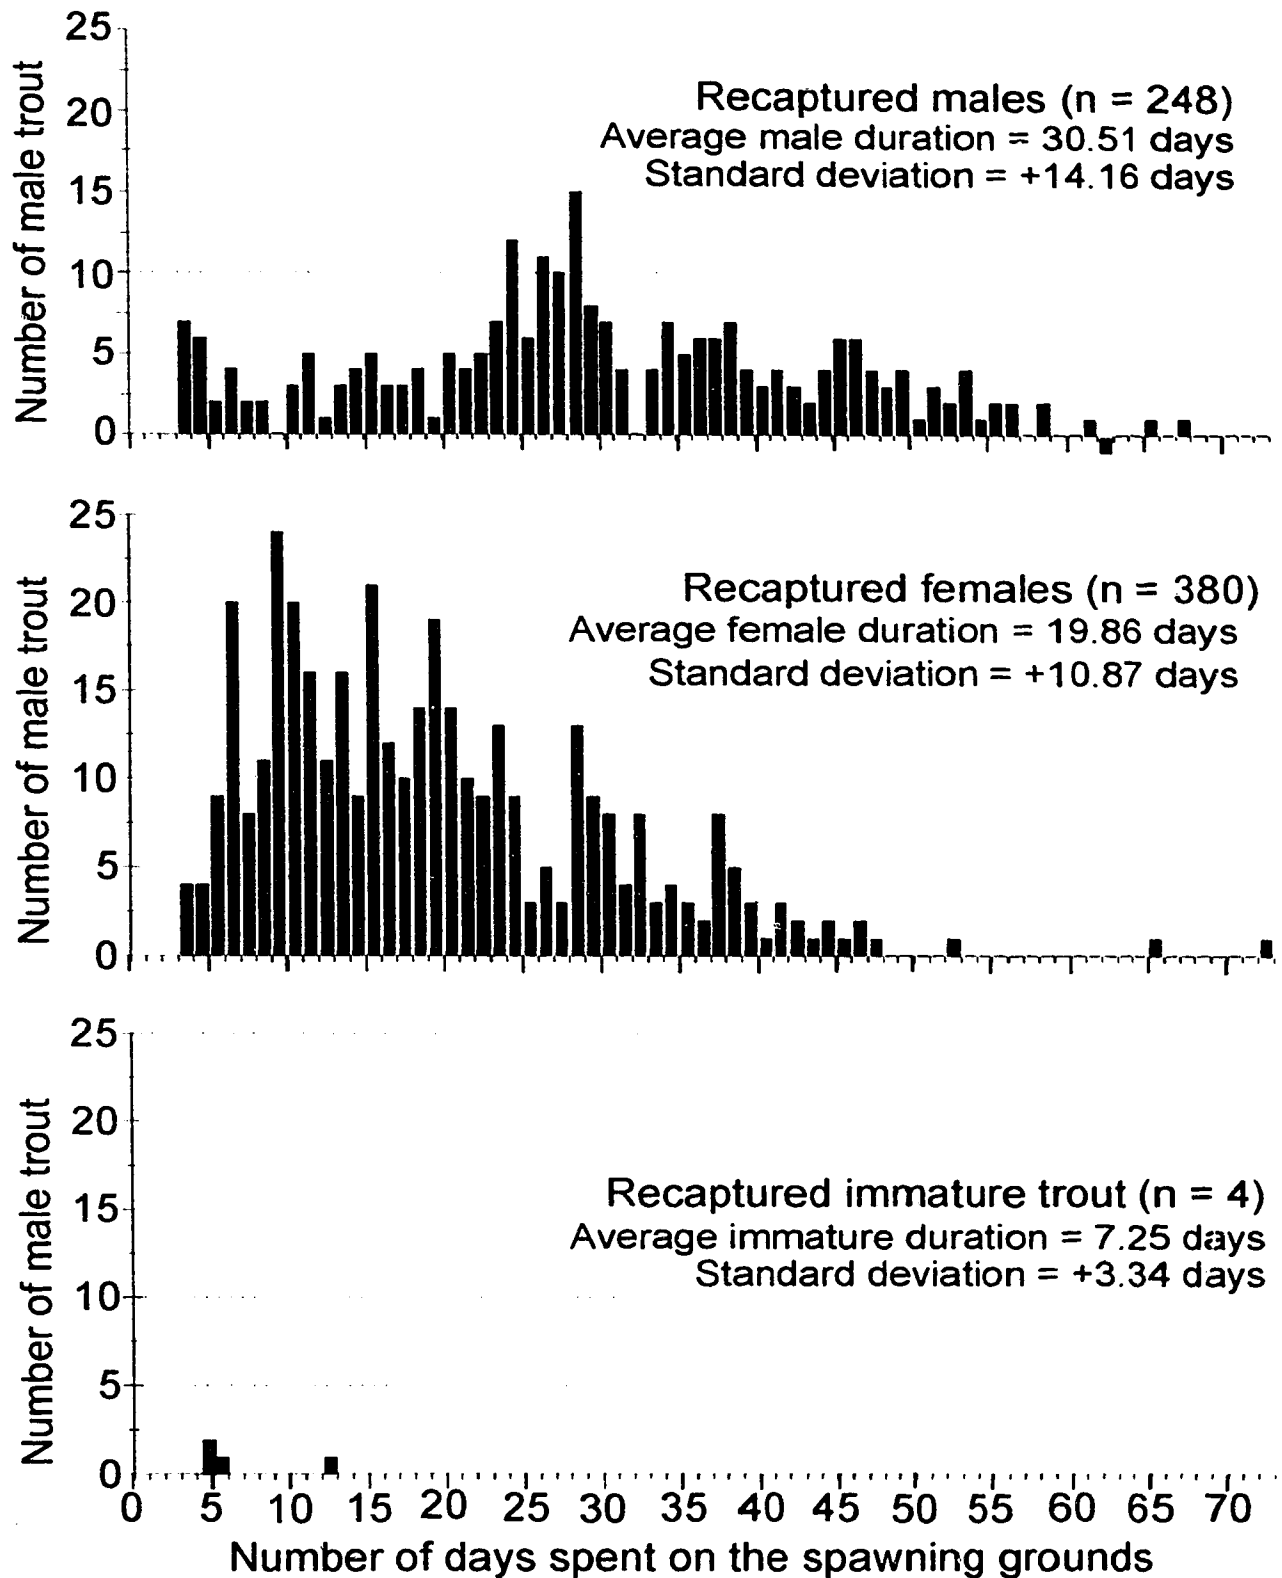 25
20
15
10
5
0
Number of male trout
Recaptured males (n = 248)
Average male duration = 30.51 days
Standard deviation = +14.16 days
25
20
15
10
5
0
Number of male trout
Recaptured females (n = 380)
Average female duration = 19.86 days
Standard deviation = +10.87 days
25
20
15
10
5
0
Number of male trout
Recaptured immature trout (n = 4)
Average immature duration = 7.25 days
Standard deviation = +3.34 days
0 5 10 15 20 25 30 35 40 45 50 55 60 65 70
Number of days spent on the spawning grounds